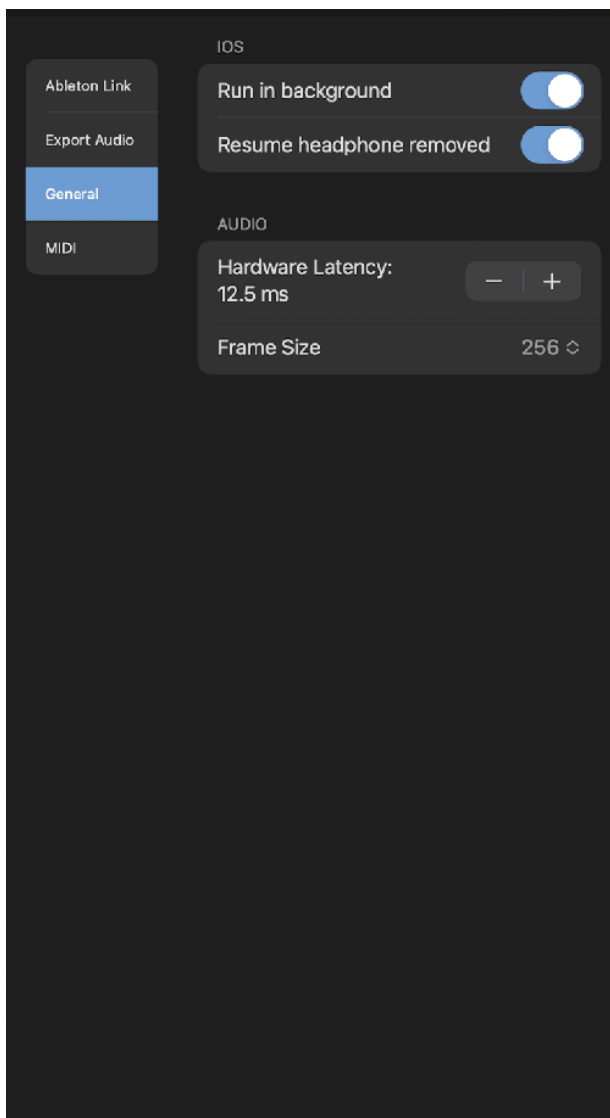 Ableton Link
Export Audio
General
MIDI
IOS
Run in background
Resume headphone removed
AUDIO
Hardware Latency:
12.5 ms
Frame Size
256